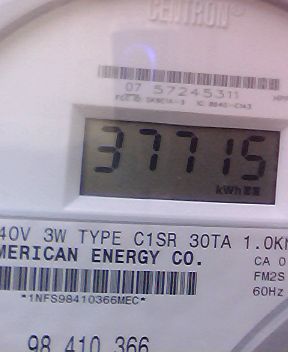 CENTRON®
07 57245311
37715
kWh
40V 3W TYPE C1SR 30TA 1.0K
MERICAN ENERGY CO.
CA 0
FM2S
60Hz
*1NFS98410366MEC*
98 410 366